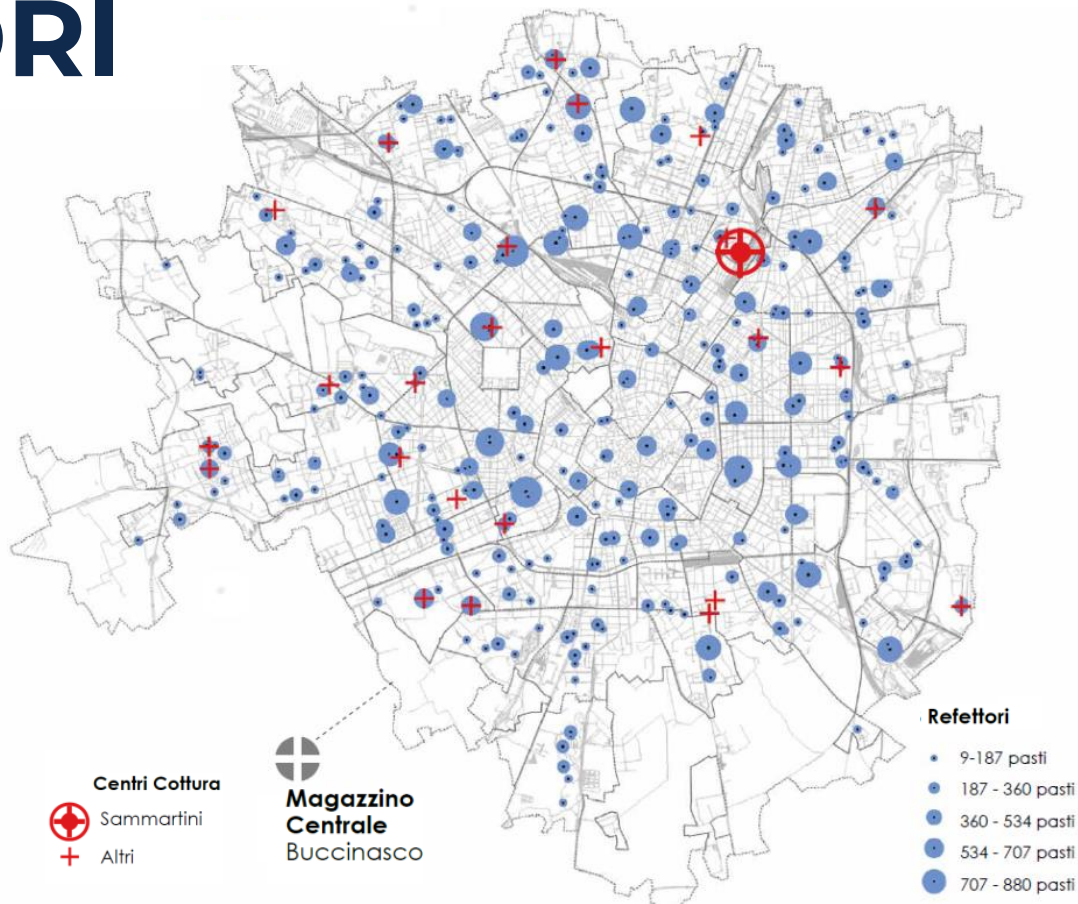 ORI
Centri Cottura
Sammartini
Altri
Magazzino
Centrale
Buccinasco
Refettori
9-187 pasti
187 - 360 pasti
360 - 534 pasti
534 - 707 pasti
707 - 880 pasti